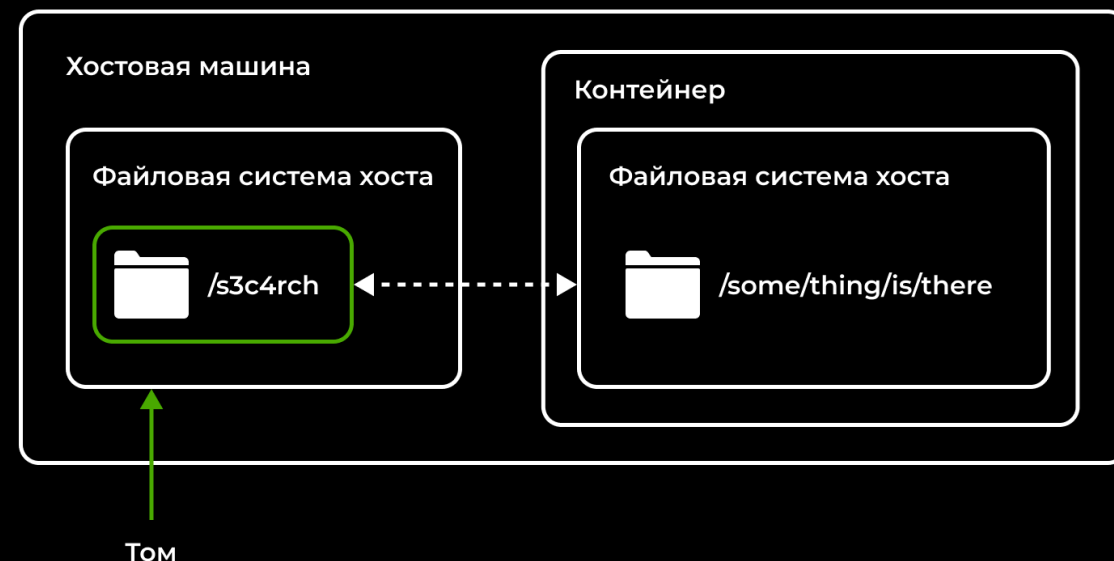 Хостовая машина
Контейнер
Файловая система хоста
Файловая система хоста
/s3c4rch
/some/thing/is/there
Том